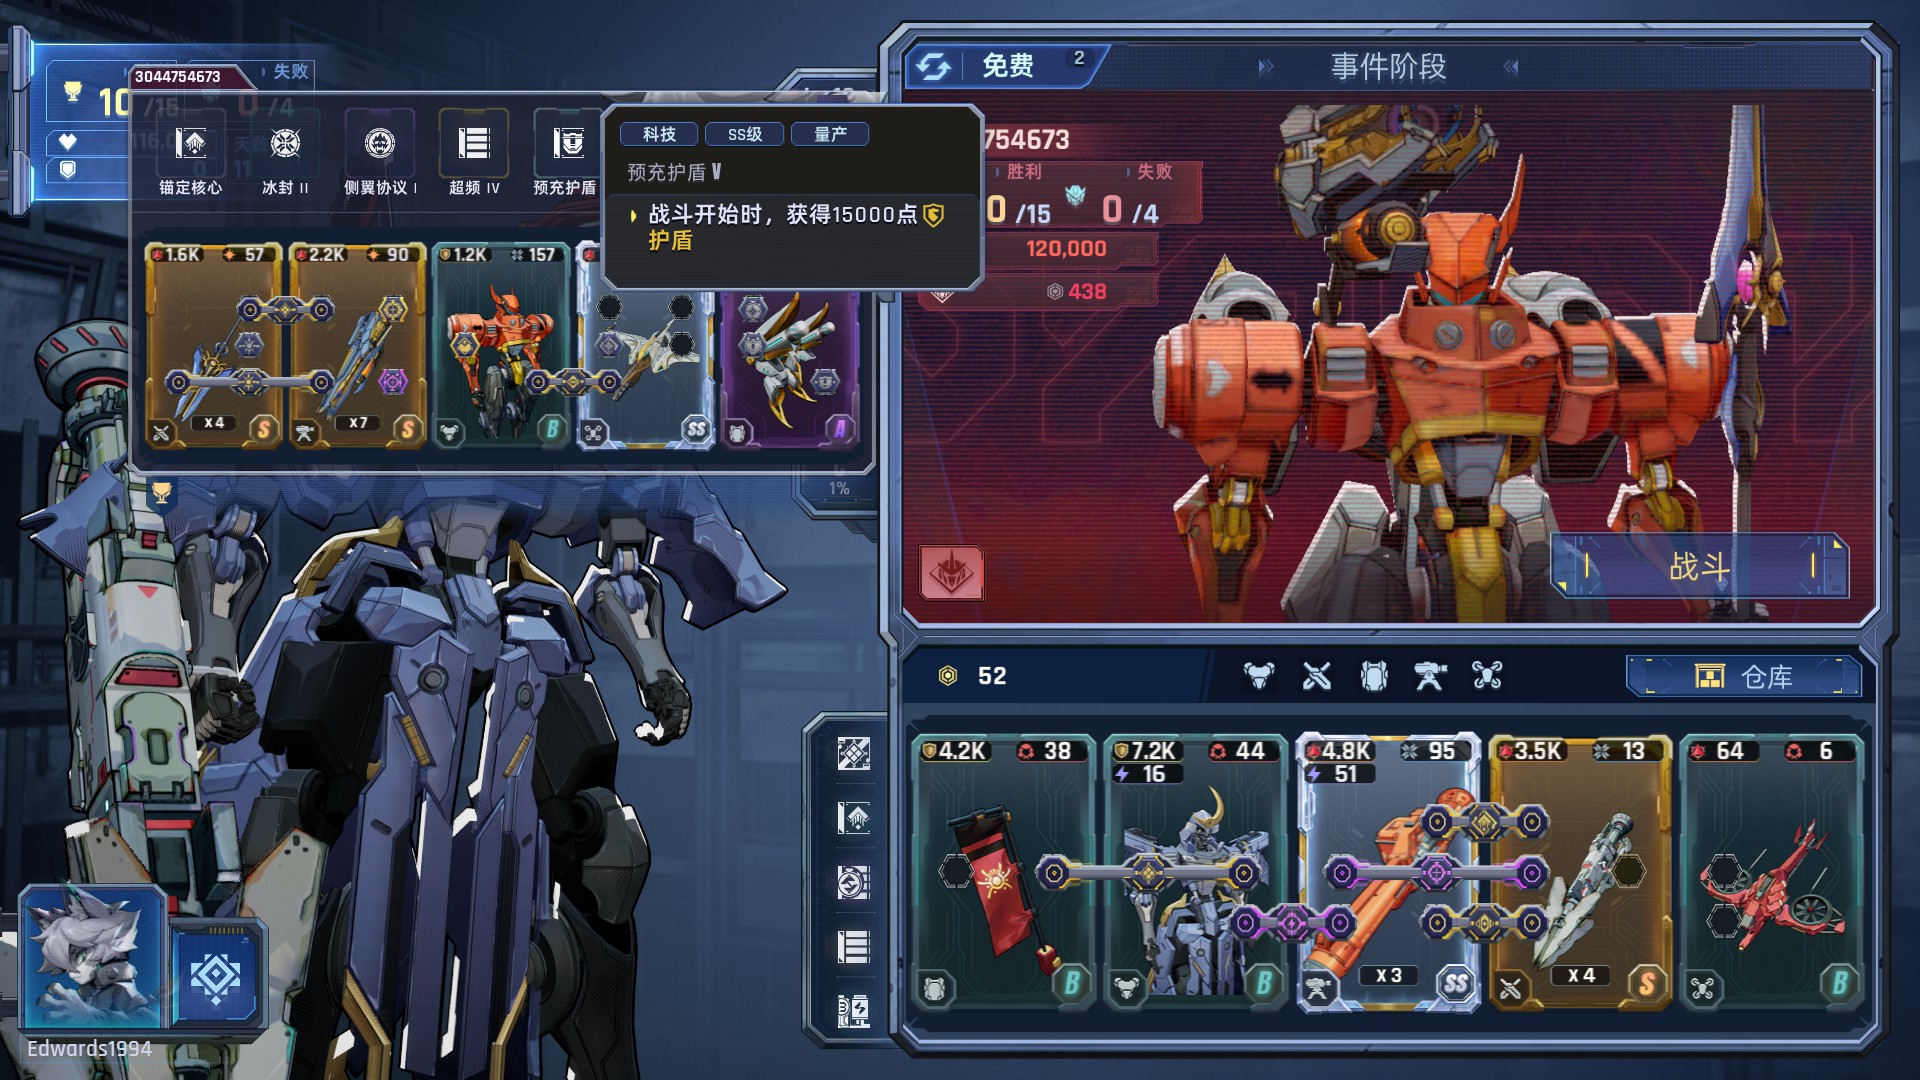 失败
3044754673
10 /15
0 /4
锚定核心
冰封 II
侧翼协议 I
超频 IV
预充护盾
科技
SS级
量产
预充护盾 V
战斗开始时，获得15000点
护盾
1.6K 57
2.2K 90
1.2K 157
x4 S
x7 S
B
SS
A
1%
免费 2
事件阶段
754673
胜利
失败
0 /15
0 /4
120,000
438
战斗
52
仓库
4.2K 38
7.2K 44
16
4.8K 95
51
3.5K 13
64 6
B
B
x3 SS
x4 S
B
Edwards1994